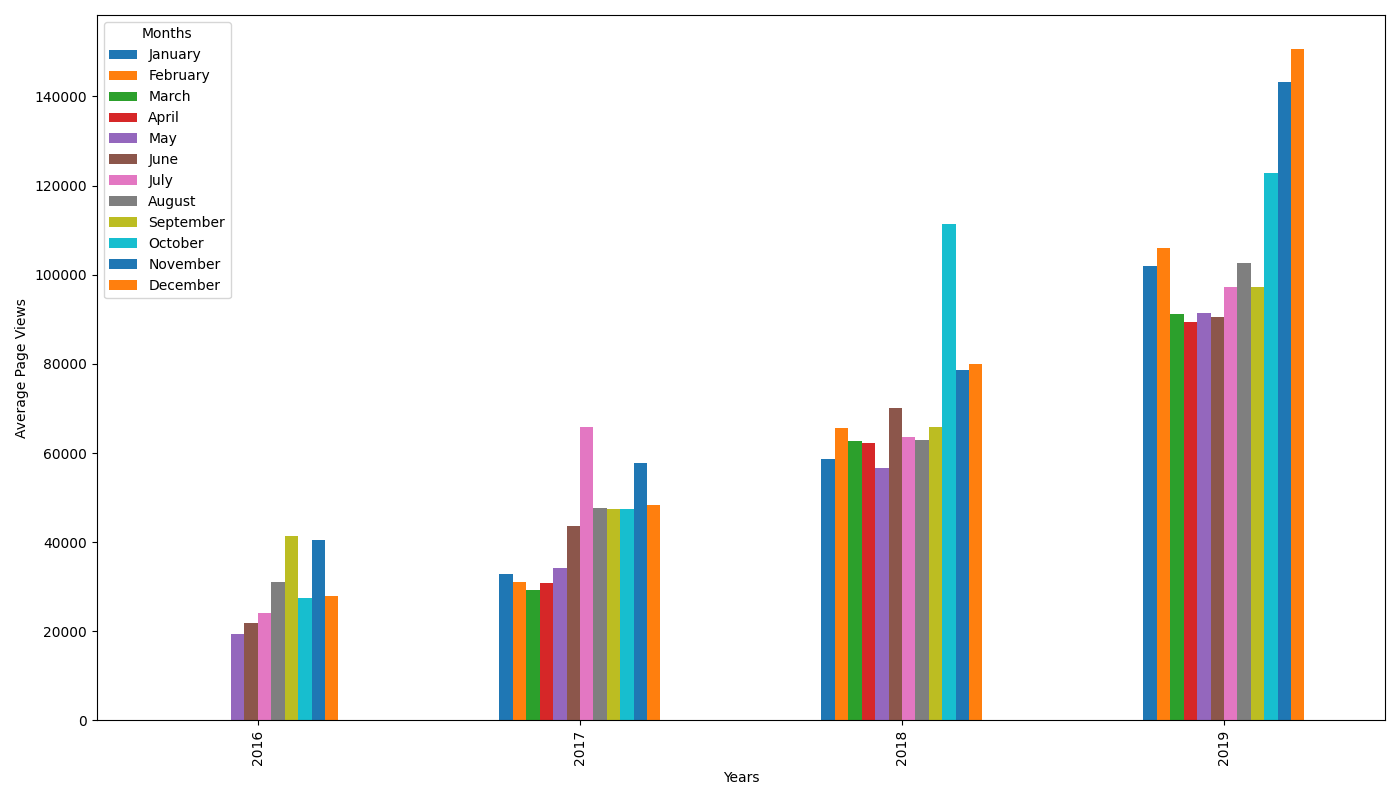 Months
January
February
March
April
May
June
July
August
September
October
November
December
Average Page Views
140000
120000
100000
80000
60000
40000
20000
0
2016
2017
2018
2019
Years